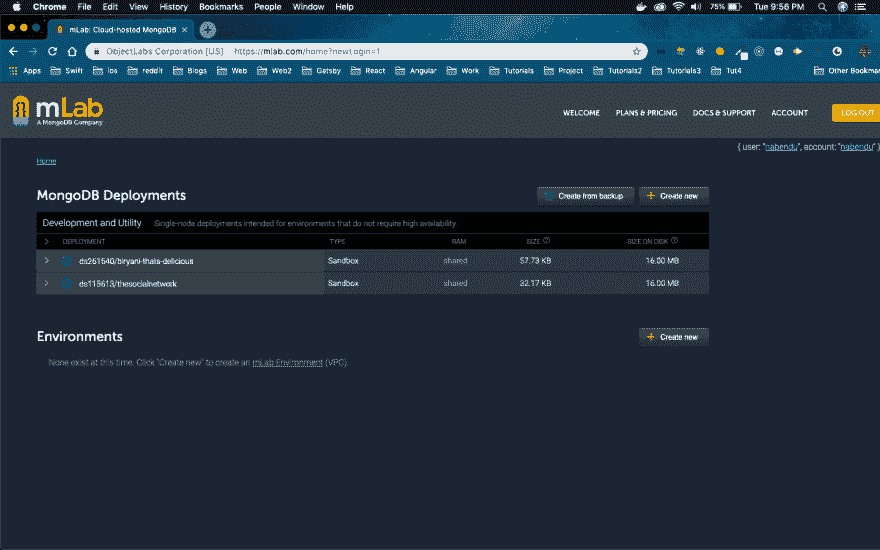 Chrome File Edit View History Bookmarks People Window Help 75% Tue 9:56 PM
mLab: Cloud-hosted MongoDB
ObjectLabs Corporation [US] https://mlab.com/home?newLogin=1
Apps Swift ios reddit Blogs Web Web2 Gatsby React Angular Work Tutorials Project Tutorials2 Tutorials3 Tut4 Other Bookmar
mLab
A MongoDB Company
WELCOME PLANS & PRICING DOCS & SUPPORT ACCOUNT LOG OUT
{ user: "nabendu", account: "nabendu" }
Home
MongoDB Deployments Create from backup Create new
Development and Utility Single-node deployments intended for environments that do not require high availability.
DEPLOYMENT TYPE RAM SIZE SIZE ON DISK
ds261540/biryani-thats-delicious Sandbox shared 57.73 KB 16.00 MB
ds115613/thesocialnetwork Sandbox shared 32.17 KB 16.00 MB
Environments Create new
None exist at this time. Click "Create new" to create an mLab Environment (VPC).